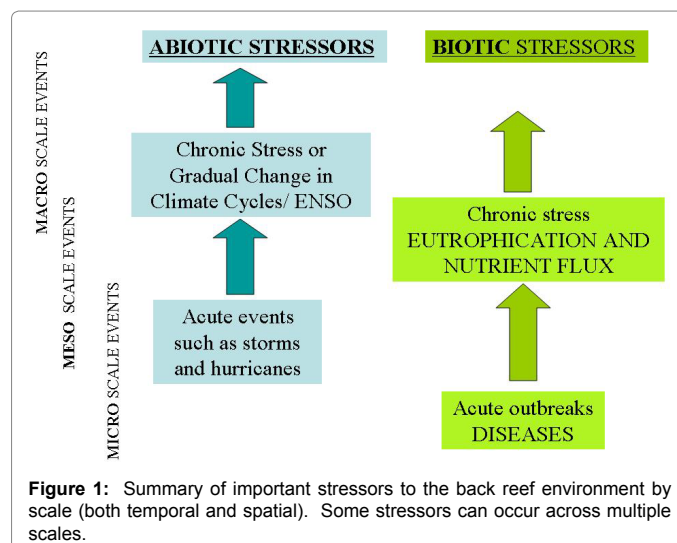 ABIOTIC STRESSORS
BIOTIC STRESSORS
MACRO SCALE EVENTS
MESO SCALE EVENTS
MICRO SCALE EVENTS
Chronic Stress or
Gradual Change in
Climate Cycles/ ENSO
Chronic stress
EUTROPHICATION AND
NUTRIENT FLUX
Acute events
such as storms
and hurricanes
Acute outbreaks
DISEASES
Figure 1: Summary of important stressors to the back reef environment by
scale (both temporal and spatial). Some stressors can occur across multiple
scales.